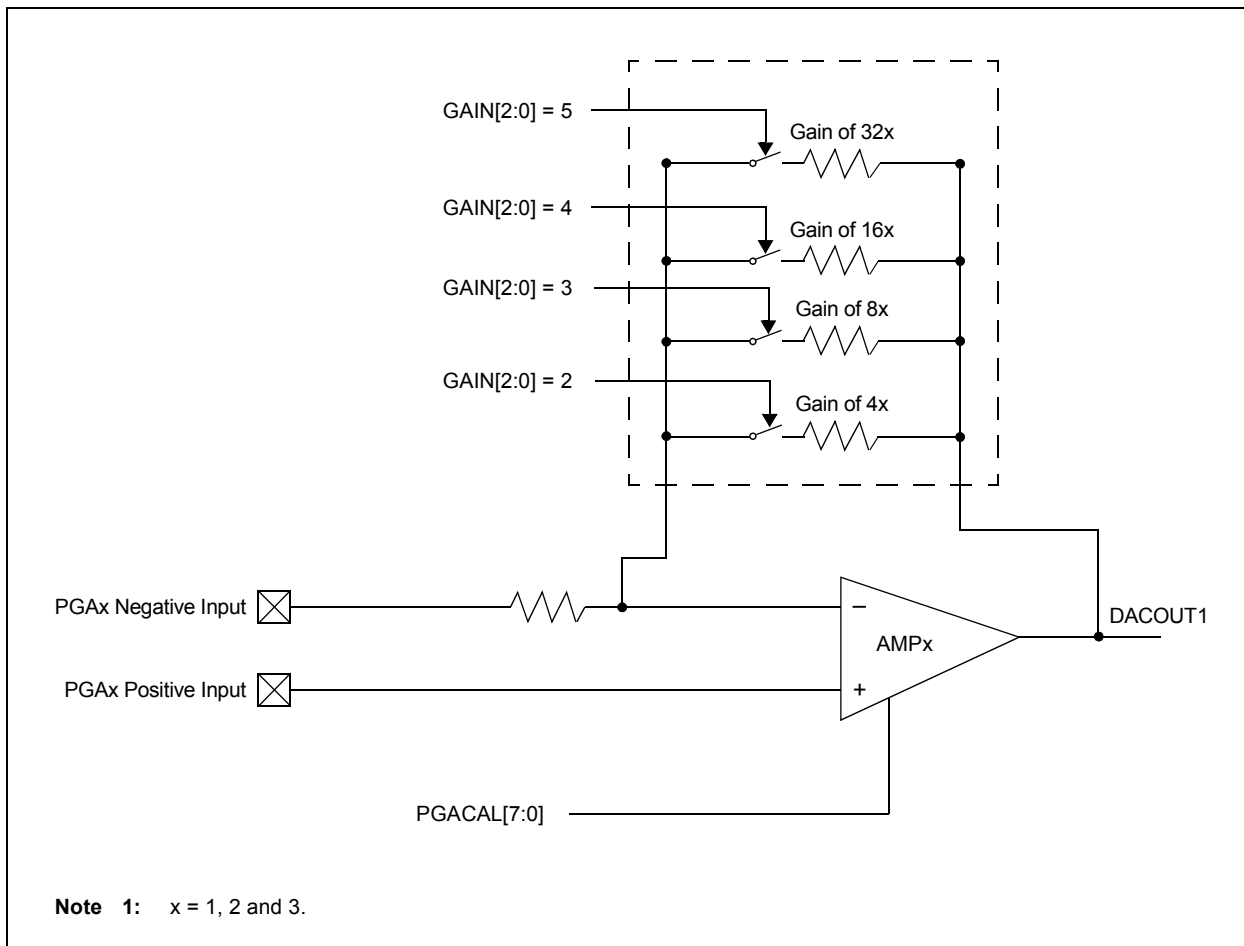 GAIN[2:0] = 5
Gain of 32x
GAIN[2:0] = 4
Gain of 16x
GAIN[2:0] = 3
Gain of 8x
GAIN[2:0] = 2
Gain of 4x
PGAx Negative Input
–
DACOUT1
AMPx
PGAx Positive Input
+
PGACAL[7:0]
Note 1: x = 1, 2 and 3.